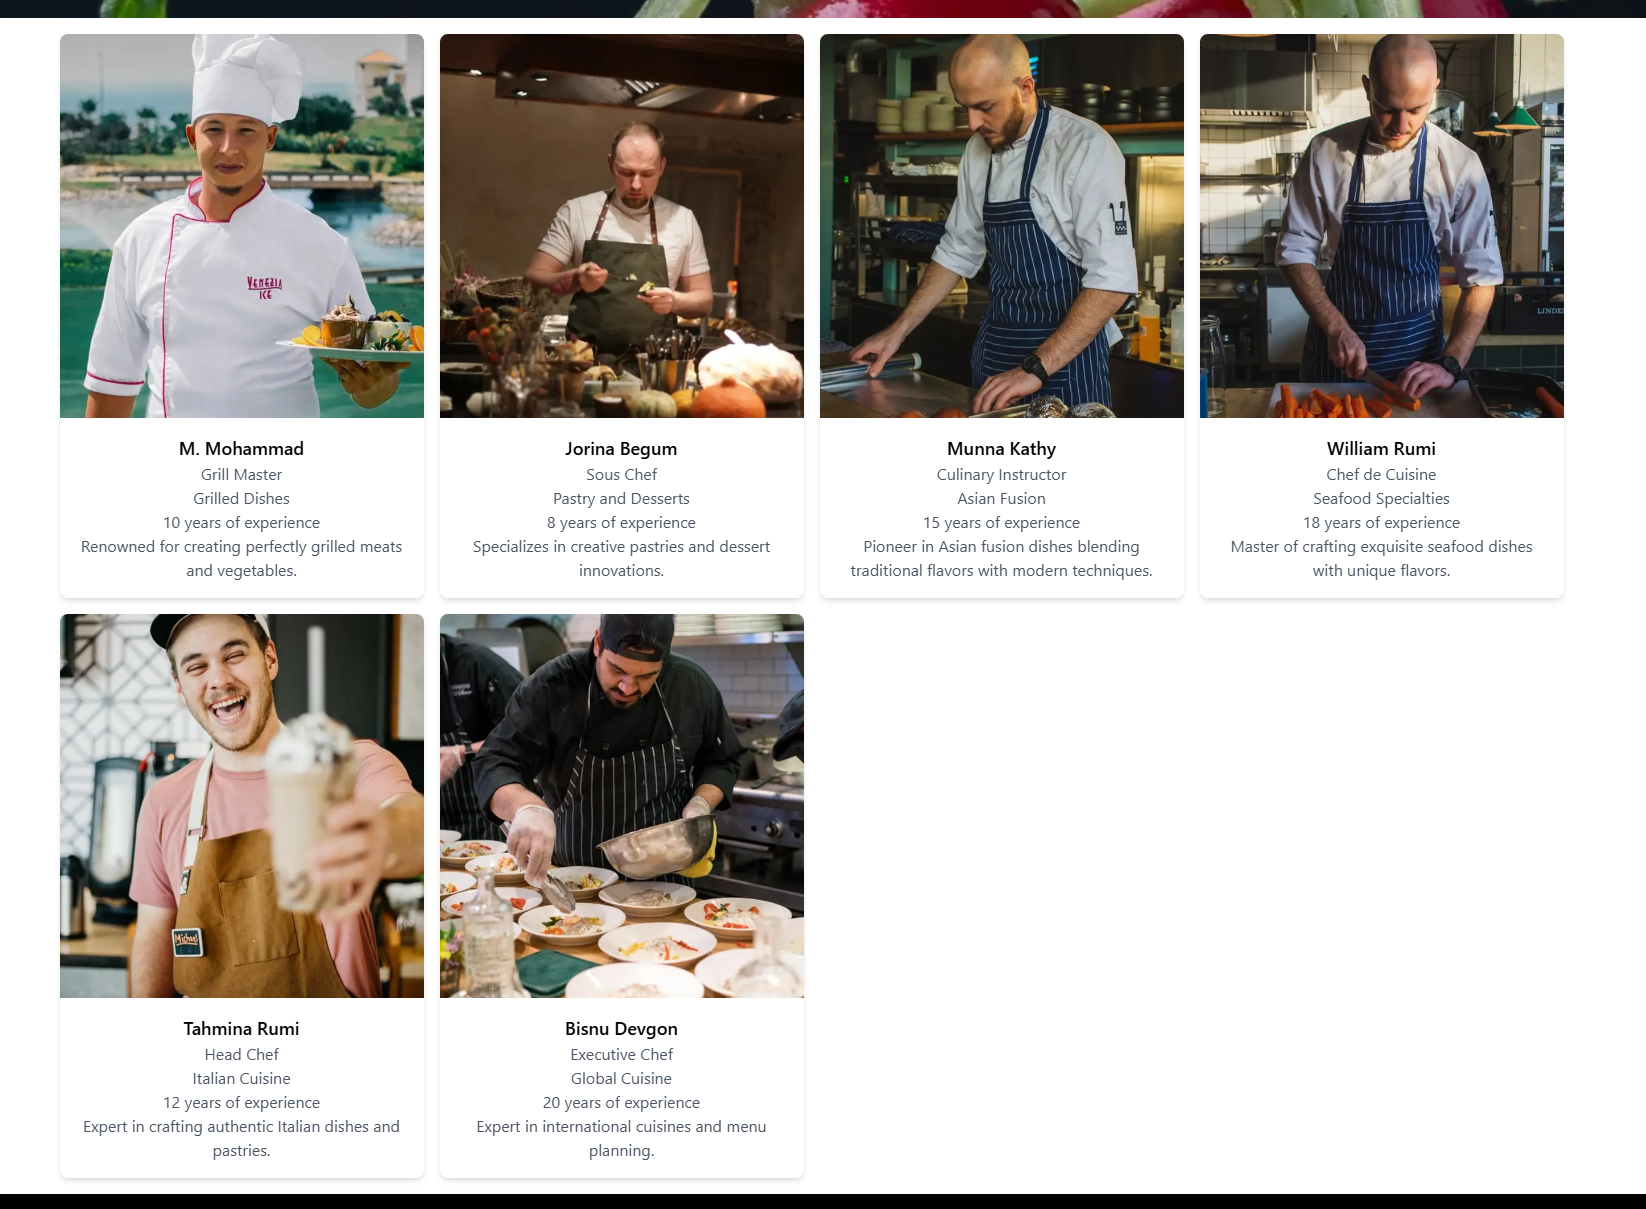 VENEZIA
ICE
LINDE
M. Mohammad
Grill Master
Grilled Dishes
10 years of experience
Renowned for creating perfectly grilled meats
and vegetables.
Jorina Begum
Sous Chef
Pastry and Desserts
8 years of experience
Specializes in creative pastries and dessert
innovations.
Munna Kathy
Culinary Instructor
Asian Fusion
15 years of experience
Pioneer in Asian fusion dishes blending
traditional flavors with modern techniques.
William Rumi
Chef de Cuisine
Seafood Specialties
18 years of experience
Master of crafting exquisite seafood dishes
with unique flavors.
Michael
Tahmina Rumi
Head Chef
Italian Cuisine
12 years of experience
Expert in crafting authentic Italian dishes and
pastries.
Bisnu Devgon
Executive Chef
Global Cuisine
20 years of experience
Expert in international cuisines and menu
planning.